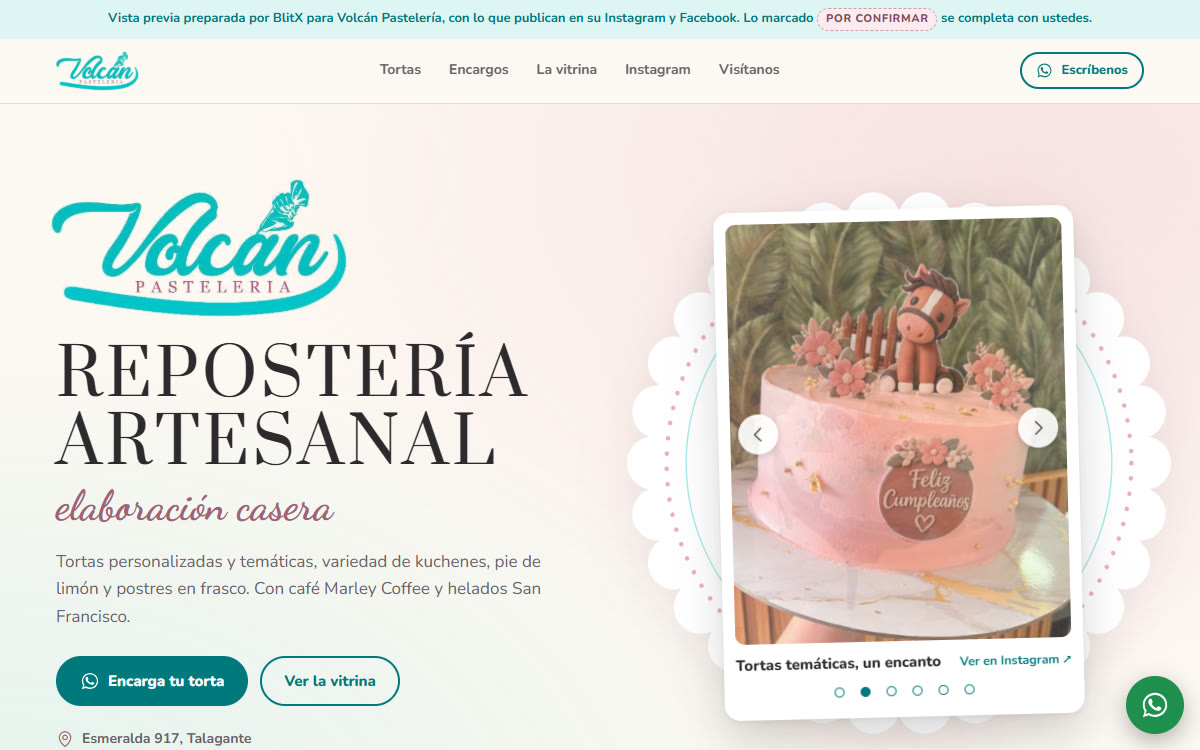 Vista previa preparada por BlitX para Volcán Pastelería, con lo que publican en su Instagram y Facebook. Lo marcado POR CONFIRMAR se completa con ustedes.
Volcán
PASTELERIA
Tortas
Encargos
La vitrina
Instagram
Visítanos
Escríbenos
Volcán
PASTELERIA
REPOSTERÍA
ARTESANAL
elaboración casera
Tortas personalizadas y temáticas, variedad de kuchenes, pie de
limón y postres en frasco. Con café Marley Coffee y helados San
Francisco.
Encarga tu torta
Ver la vitrina
Esmeralda 917, Talagante
Feliz
Cumpleaños
Tortas temáticas, un encanto
Ver en Instagram ↗